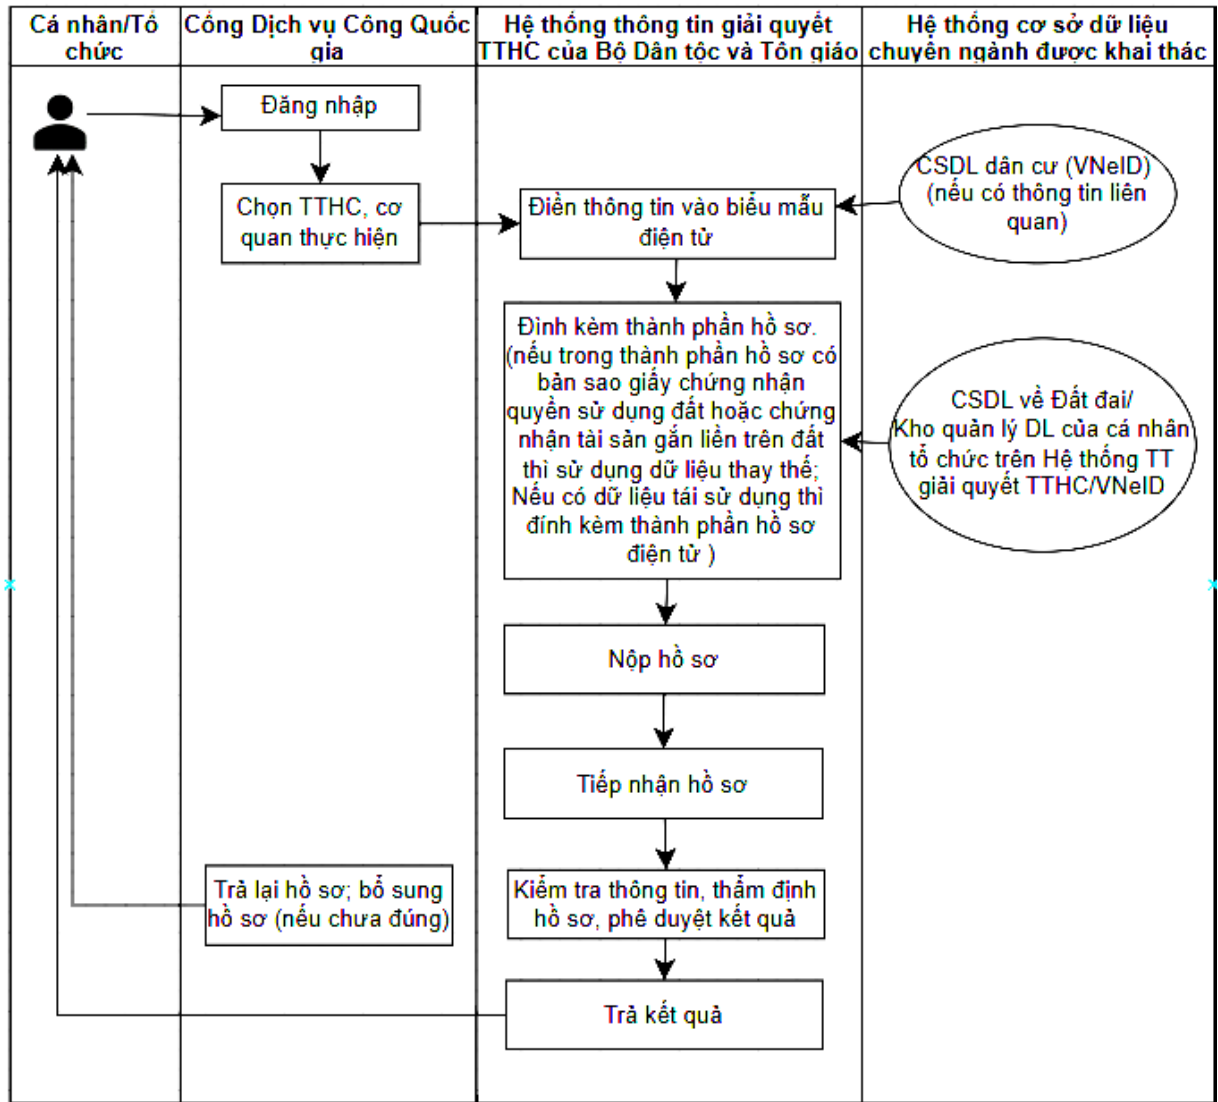 Cá nhân/Tổ
chức
Cổng Dịch vụ Công Quốc
gia
Hệ thống thông tin giải quyết
TTHC của Bộ Dân tộc và Tôn giáo
Hệ thống cơ sở dữ liệu
chuyên ngành được khai thác
Đăng nhập
Chọn TTHC, cơ
quan thực hiện
Điền thông tin vào biểu mẫu
điện tử
CSDL dân cư (VNeID)
(nếu có thông tin liên
quan)
Đính kèm thành phần hồ sơ.
(nếu trong thành phần hồ sơ có
bản sao giấy chứng nhận
quyền sử dụng đất hoặc chứng
nhận tài sản gắn liền trên đất
thì sử dụng dữ liệu thay thế;
Nếu có dữ liệu tái sử dụng thì
đính kèm thành phần hồ sơ
điện tử )
CSDL về Đất đai/
Kho quản lý DL của cá nhân
tổ chức trên Hệ thống TT
giải quyết TTHC/VNeID
Nộp hồ sơ
Tiếp nhận hồ sơ
Trả lại hồ sơ; bổ sung
hồ sơ (nếu chưa đúng)
Kiểm tra thông tin, thẩm định
hồ sơ, phê duyệt kết quả
Trả kết quả